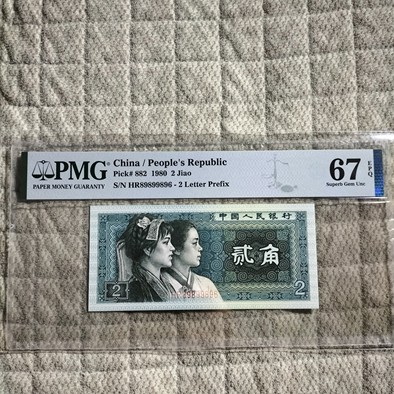 PMG
PAPER MONEY GUARANTY
China / People's Republic
Pick# 882 1980 2 Jiao
S/N HR89899896 - 2 Letter Prefix
67 EPQ
Superb Gem Unc
中国人民银行
贰角
2
2